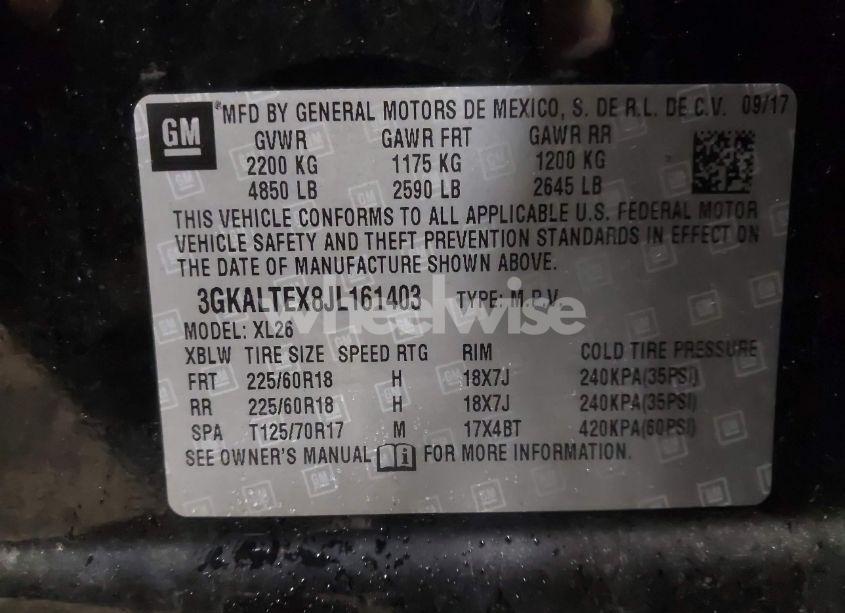 GM
*MFD BY GENERAL MOTORS DE MEXICO, S. DE R.L. DE C.V. 09/17
GVWR GAWR FRT GAWR RR
2200 KG 1175 KG 1200 KG
4850 LB 2590 LB 2645 LB
THIS VEHICLE CONFORMS TO ALL APPLICABLE U.S. FEDERAL MOTOR
VEHICLE SAFETY AND THEFT PREVENTION STANDARDS IN EFFECT ON
THE DATE OF MANUFACTURE SHOWN ABOVE.
3GKALTEX8JL161403 TYPE: M.P.V.
wheelwise
MODEL: XL26
XBLW TIRE SIZE SPEED RTG RIM COLD TIRE PRESSURE
FRT 225/60R18 H 18X7J 240KPA(35PSI)
RR 225/60R18 H 18X7J 240KPA(35PSI)
SPA T125/70R17 M 17X4BT 420KPA(60PSI)
SEE OWNER'S MANUAL FOR MORE INFORMATION.